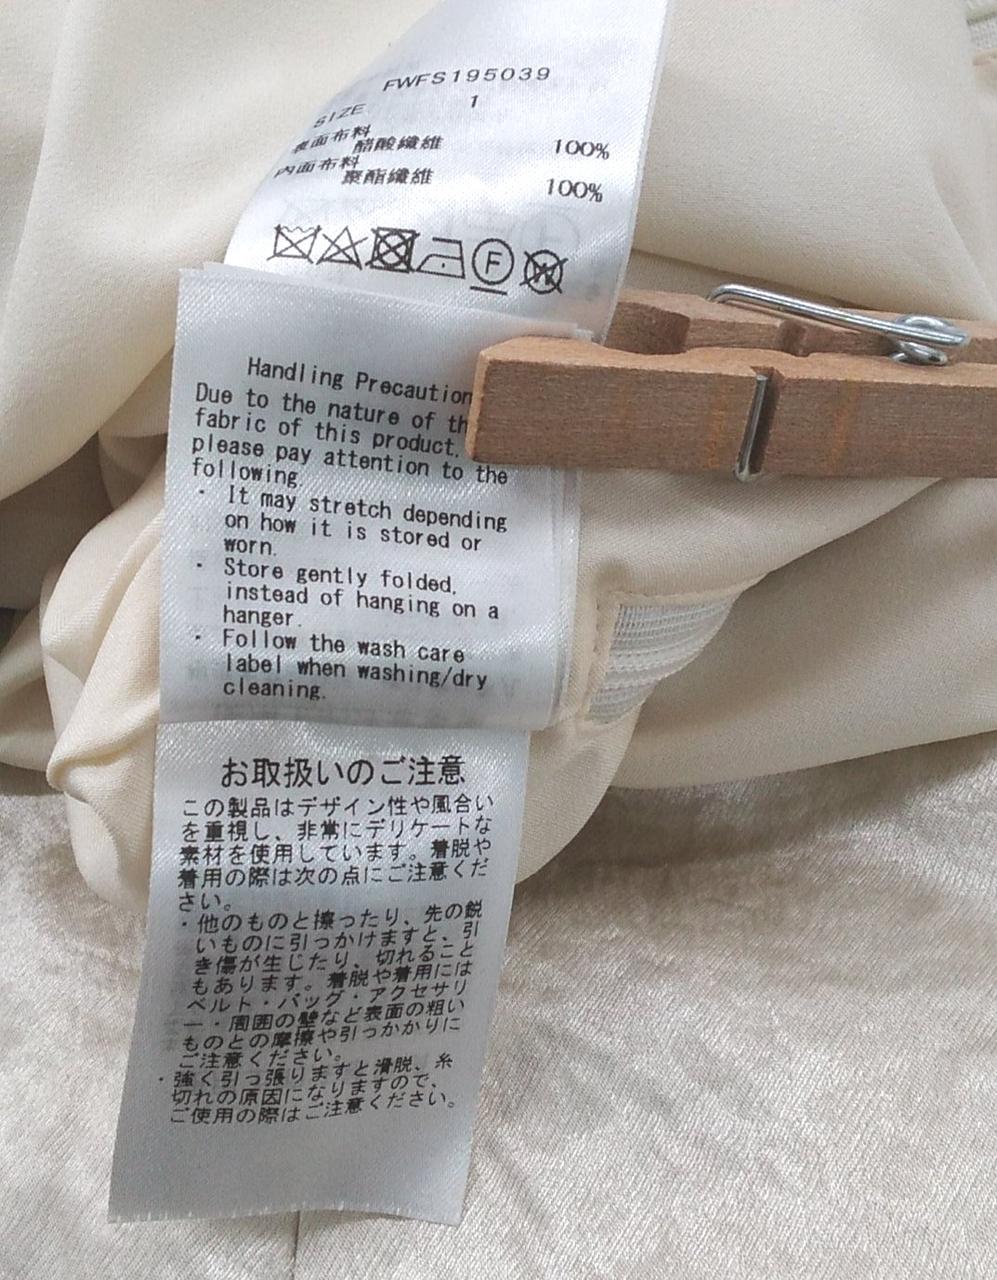 FWFS195039
SIZE 1
表面布料
醋酸纖維 100%
內面布料
聚酯纖維 100%
F
W
Handling Precaution
Due to the nature of th
fabric of this product,
please pay attention to the
following.
・ It may stretch depending
on how it is stored or
worn.
・ Store gently folded,
instead of hanging on a
hanger.
・ Follow the wash care
label when washing/dry
cleaning.
お取扱いのご注意
この製品はデザイン性や風合い
を重視し、非常にデリケートな
素材を使用しています。着脱や
着用の際は次の点にご注意くだ
さい。
・他のものと擦ったり、先の鋭
いものに引っかけますと、引
き傷が生じたり、切れること
もあります。着脱や着用には
ベルト・バッグ・アクセサリ
ー・周囲の壁など表面の粗い
ものとの摩擦や引っかかりに
ご注意ください。
・強く引っ張りますと滑脱、糸
切れの原因になりますので、
ご使用の際はご注意ください。